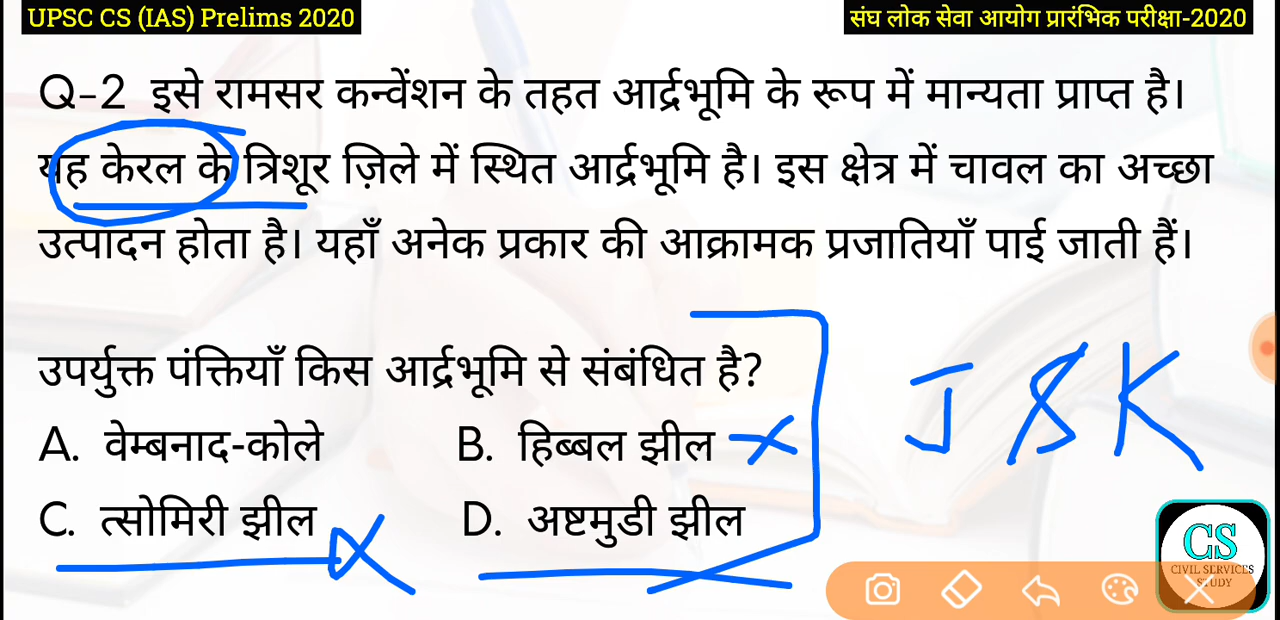 UPSC CS (IAS) Prelims 2020
संघ लोक सेवा आयोग प्रारंभिक परीक्षा-2020
Q-2 इसे रामसर कन्वेंशन के तहत आर्द्रभूमि के रूप में मान्यता प्राप्त है।
यह केरल के त्रिशूर ज़िले में स्थित आर्द्रभूमि है। इस क्षेत्र में चावल का अच्छा
उत्पादन होता है। यहाँ अनेक प्रकार की आक्रामक प्रजातियाँ पाई जाती हैं।
उपर्युक्त पंक्तियाँ किस आर्द्रभूमि से संबंधित है?
A. वेम्बनाद-कोले B. हिब्बल झील
C. त्सोमिरी झील D. अष्टमुडी झील
J & K
CS
CIVIL SERVICES
STUDY